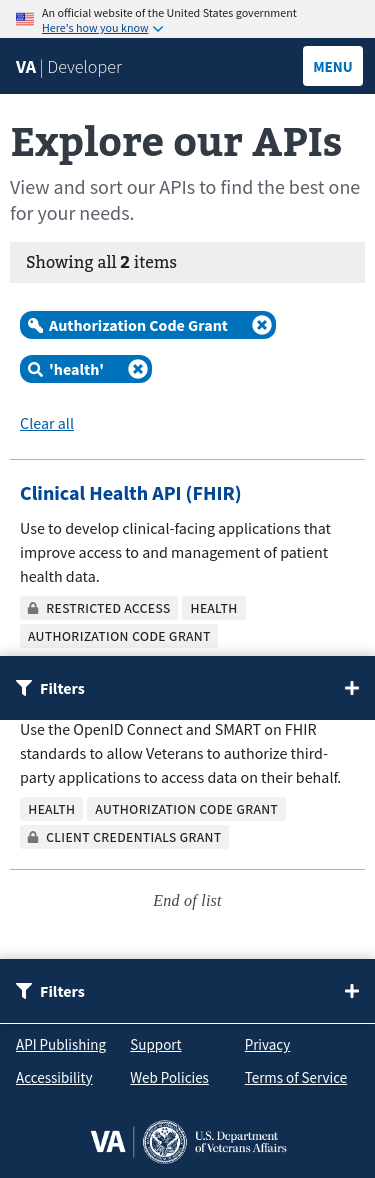 An official website of the United States government
Here's how you know
VA | Developer
MENU
Explore our APIs
View and sort our APIs to find the best one
for your needs.
Showing all 2 items
Authorization Code Grant
'health'
Clear all
Clinical Health API (FHIR)
Use to develop clinical-facing applications that
improve access to and management of patient
health data.
RESTRICTED ACCESS HEALTH
AUTHORIZATION CODE GRANT
Filters
Use the OpenID Connect and SMART on FHIR
standards to allow Veterans to authorize third-
party applications to access data on their behalf.
HEALTH AUTHORIZATION CODE GRANT
CLIENT CREDENTIALS GRANT
End of list
Filters
API Publishing Support Privacy
Accessibility Web Policies Terms of Service
VA U.S. Department
of Veterans Affairs